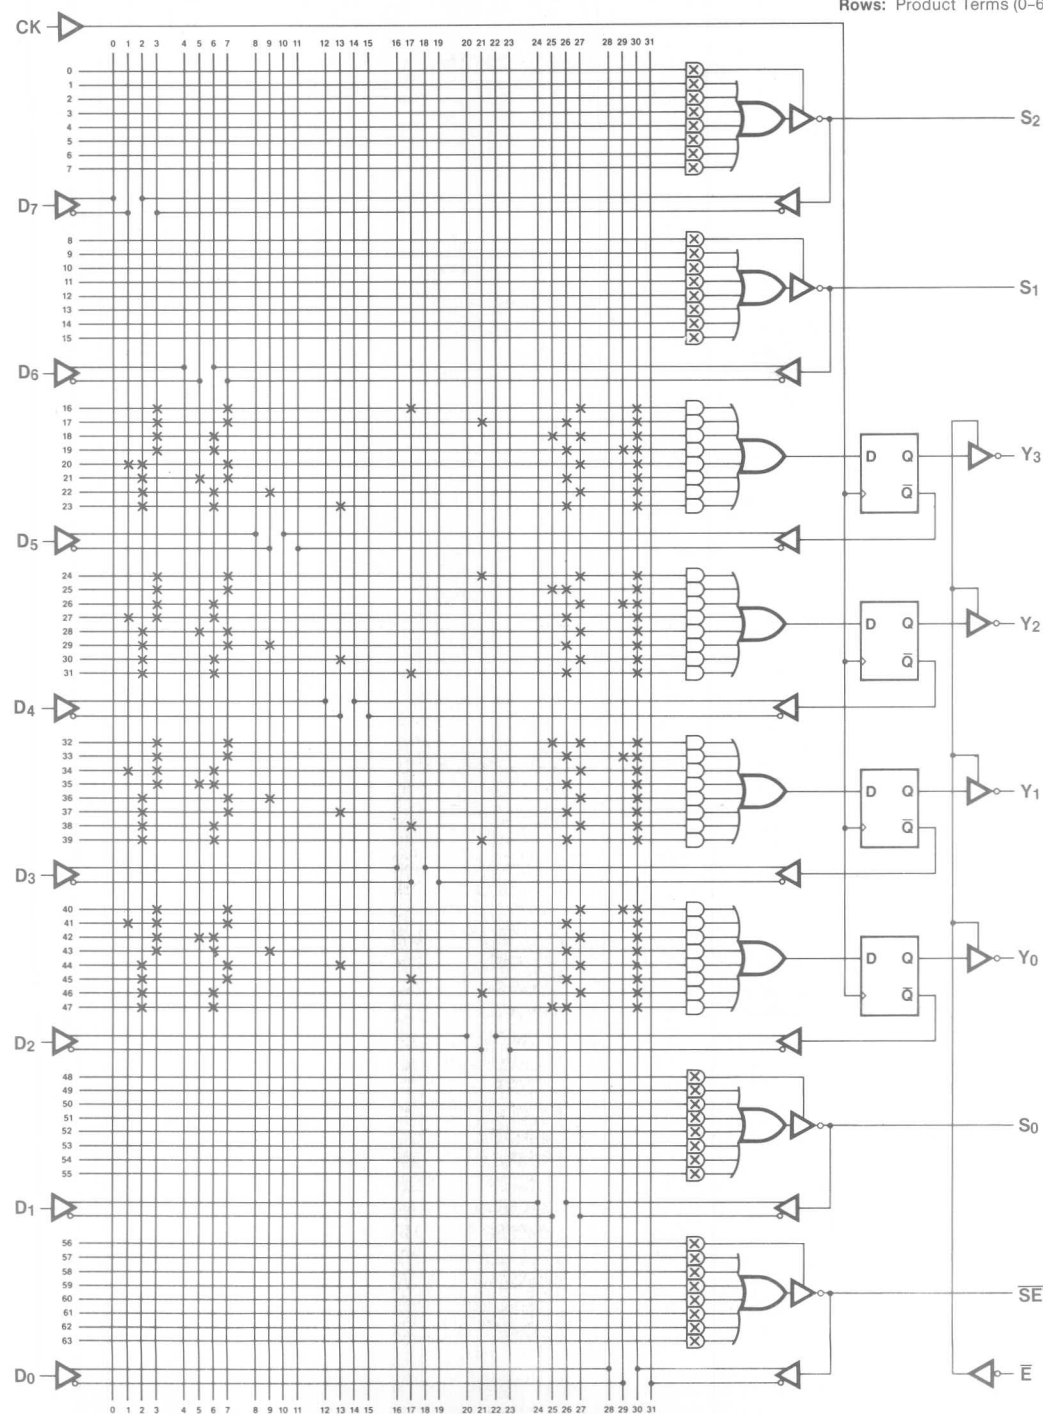 Rows: Product Terms (0–6
CK
0 1 2 3 4 5 6 7 8 9 10 11 12 13 14 15 16 17 18 19 20 21 22 23 24 25 26 27 28 29 30 31
0
1
2
3
4
5
6
7
S2
D7
8
9
10
11
12
13
14
15
S1
D6
16
17
18
19
20
21
22
23
D Q
Q̅
Y3
D5
24
25
26
27
28
29
30
31
D Q
Q̅
Y2
D4
32
33
34
35
36
37
38
39
D Q
Q̅
Y1
D3
40
41
42
43
44
45
46
47
D Q
Q̅
Y0
D2
48
49
50
51
52
53
54
55
S0
D1
56
57
58
59
60
61
62
63
S̅E̅
D0
E̅
0 1 2 3 4 5 6 7 8 9 10 11 12 13 14 15 16 17 18 19 20 21 22 23 24 25 26 27 28 29 30 31